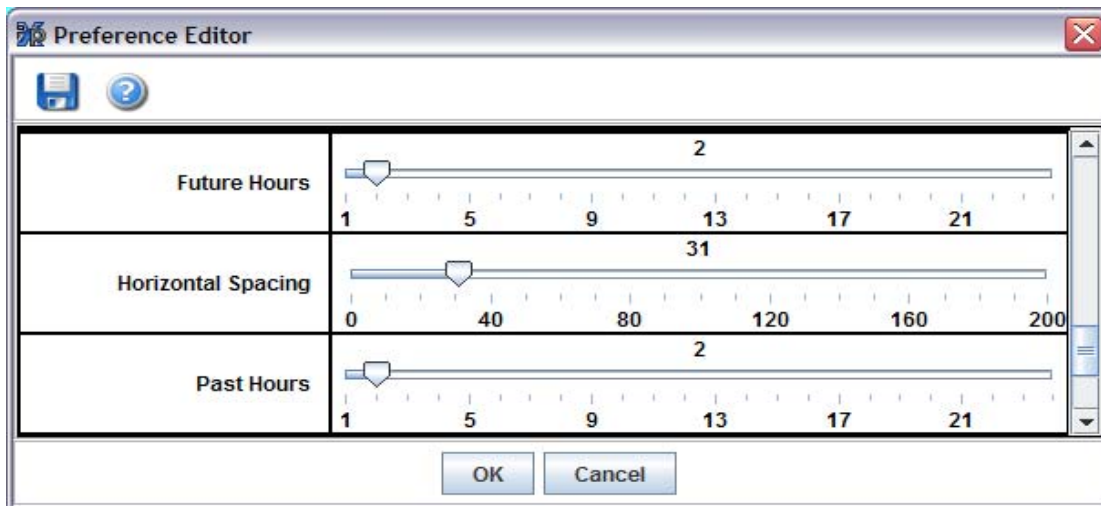 Preference Editor
2
Future Hours
1 5 9 13 17 21
31
Horizontal Spacing
0 40 80 120 160 200
2
Past Hours
1 5 9 13 17 21
OK Cancel